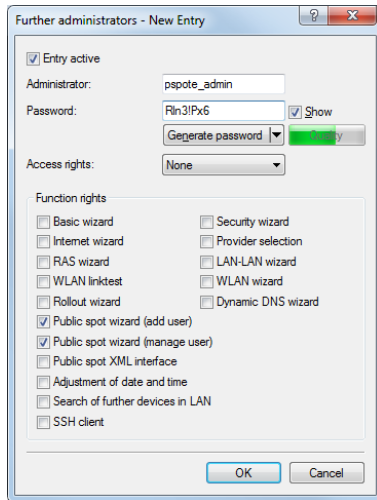 Further administrators - New Entry
Entry active
Administrator: pspote_admin
Password: RIn3!Px6 Show
Generate password Quality
Access rights: None
Function rights
Basic wizard Security wizard
Internet wizard Provider selection
RAS wizard LAN-LAN wizard
WLAN linktest WLAN wizard
Rollout wizard Dynamic DNS wizard
Public spot wizard (add user)
Public spot wizard (manage user)
Public spot XML interface
Adjustment of date and time
Search of further devices in LAN
SSH client
OK Cancel